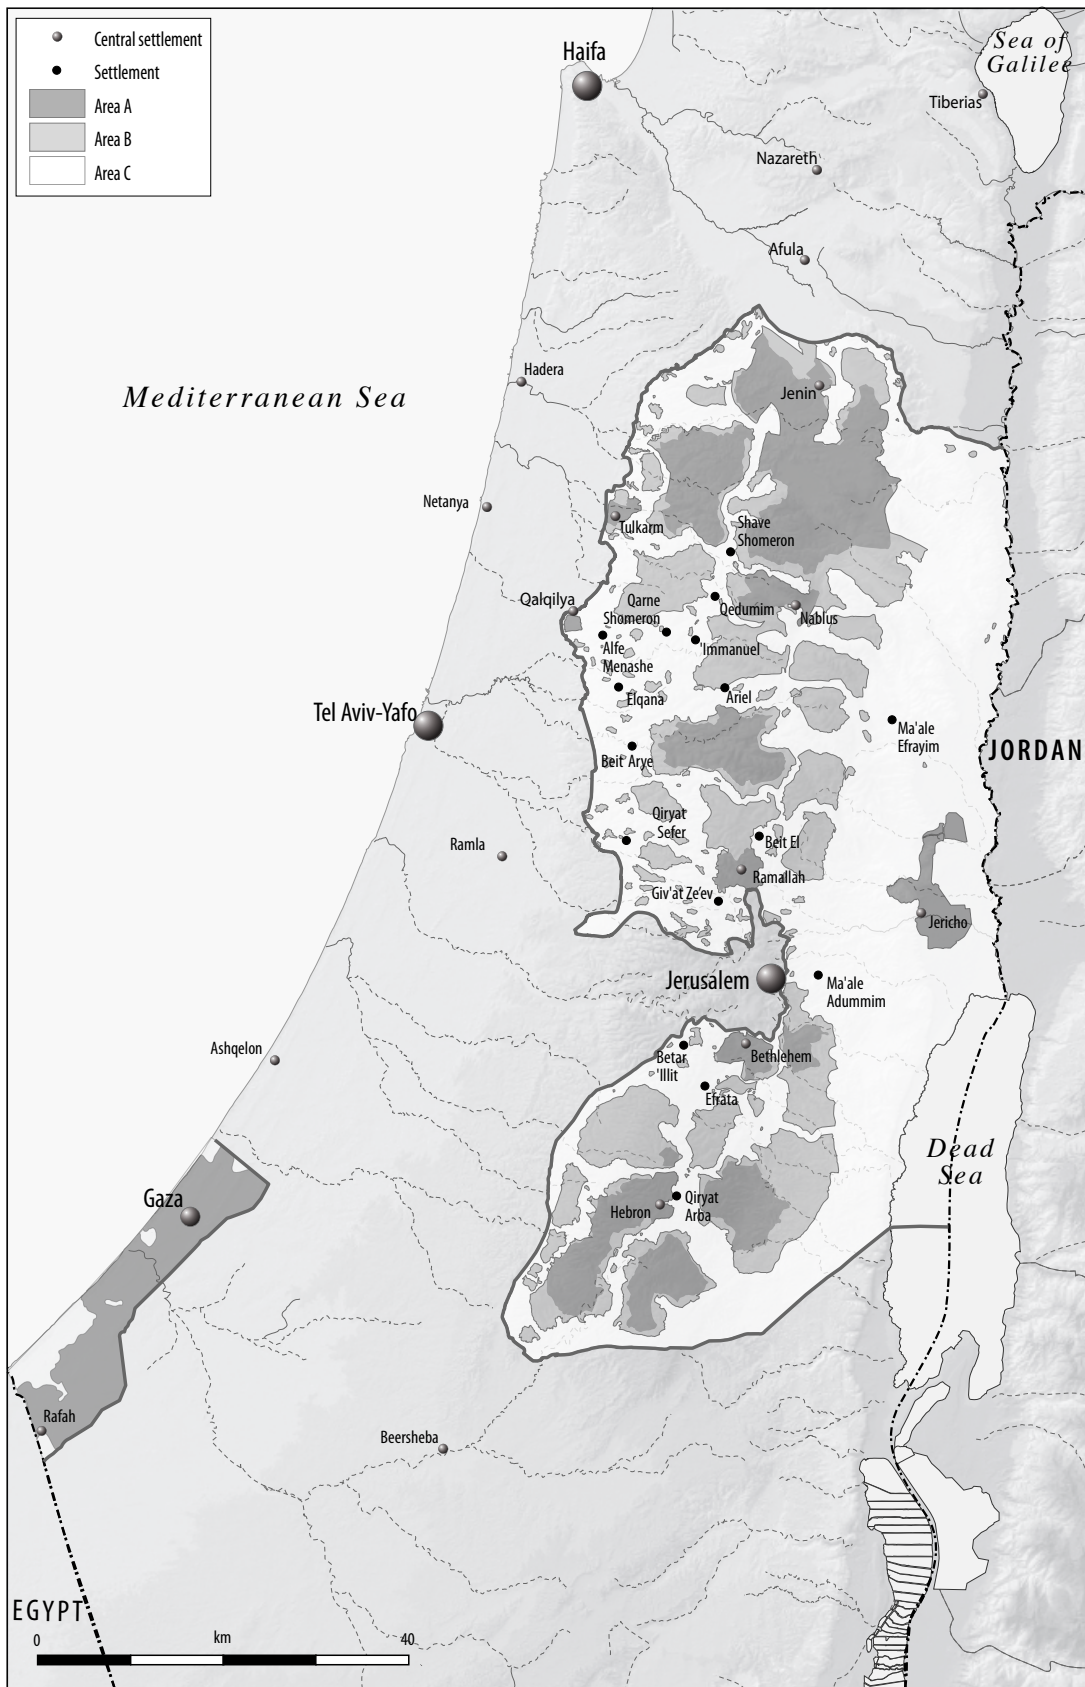 Central settlement
Settlement
Area A
Area B
Area C
Haifa
Sea of
Galilee
Tiberias
Nazareth
Afula
Hadera
Mediterranean Sea
Jenin
Netanya
Tulkarm
Shave
Shomeron
Qalqilya
Qarne
Shomeron
Qedumim
Nablus
Alfe
Menashe
'Immanuel
Elqana
Ariel
Tel Aviv-Yafo
Ma'ale
Efrayim
JORDAN
Beit Arye
Qiryat
Sefer
Beit El
Ramla
Ramallah
Giv'at Ze'ev
Jericho
Jerusalem
Ma'ale
Adummim
Ashqelon
Betar
'Illit
Bethlehem
Efrata
Dead
Sea
Gaza
Hebron
Qiryat
Arba
Rafah
Beersheba
EGYPT
0 km 40